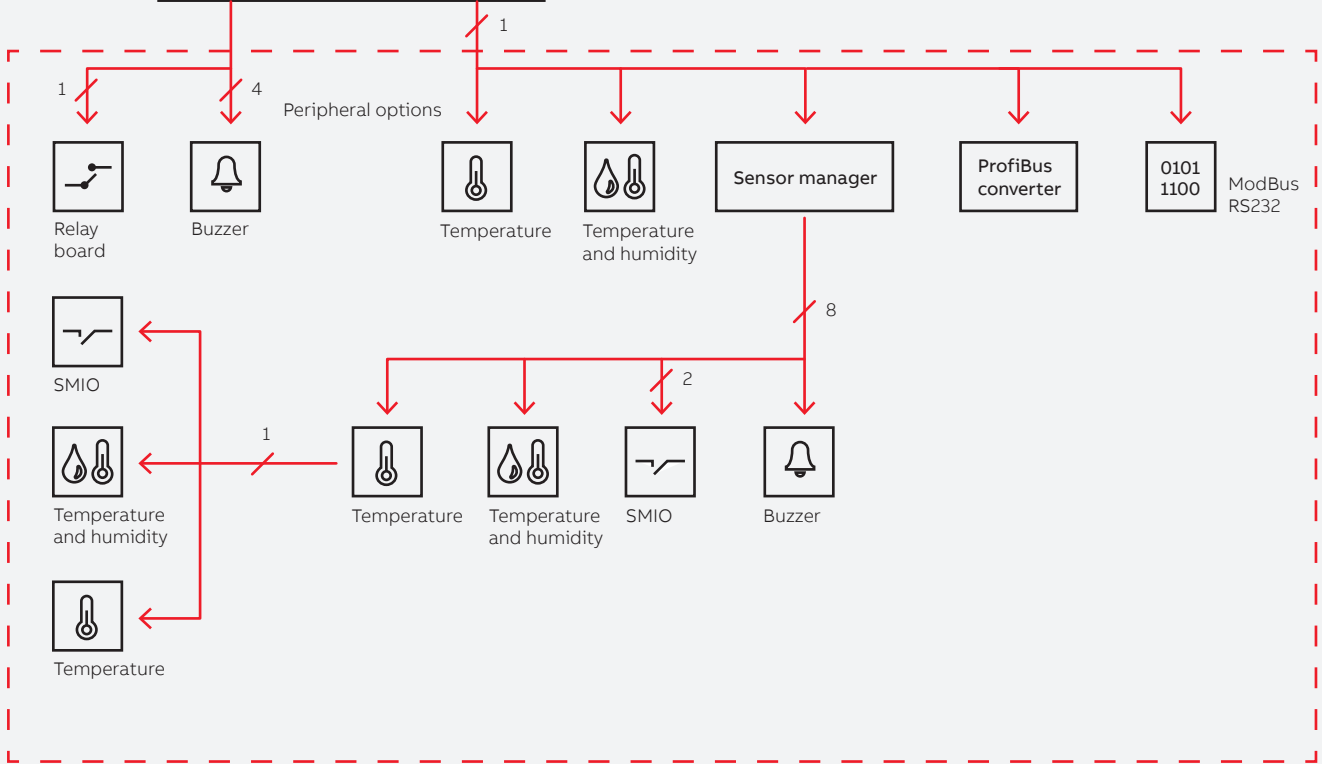 1
1
4
Peripheral options
Relay
board
Buzzer
Temperature
Temperature
and humidity
Sensor manager
ProfiBus
converter
0101
1100
ModBus
RS232
8
SMIO
2
1
Temperature
and humidity
Temperature
Temperature
and humidity
SMIO
Buzzer
Temperature